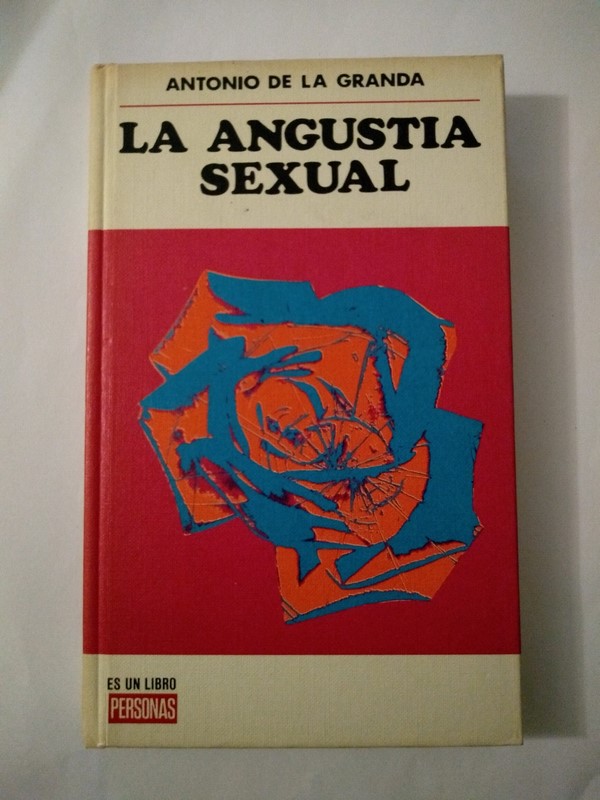 ANTONIO DE LA GRANDA
LA ANGUSTIA
SEXUAL
ES UN LIBRO
PERSONAS